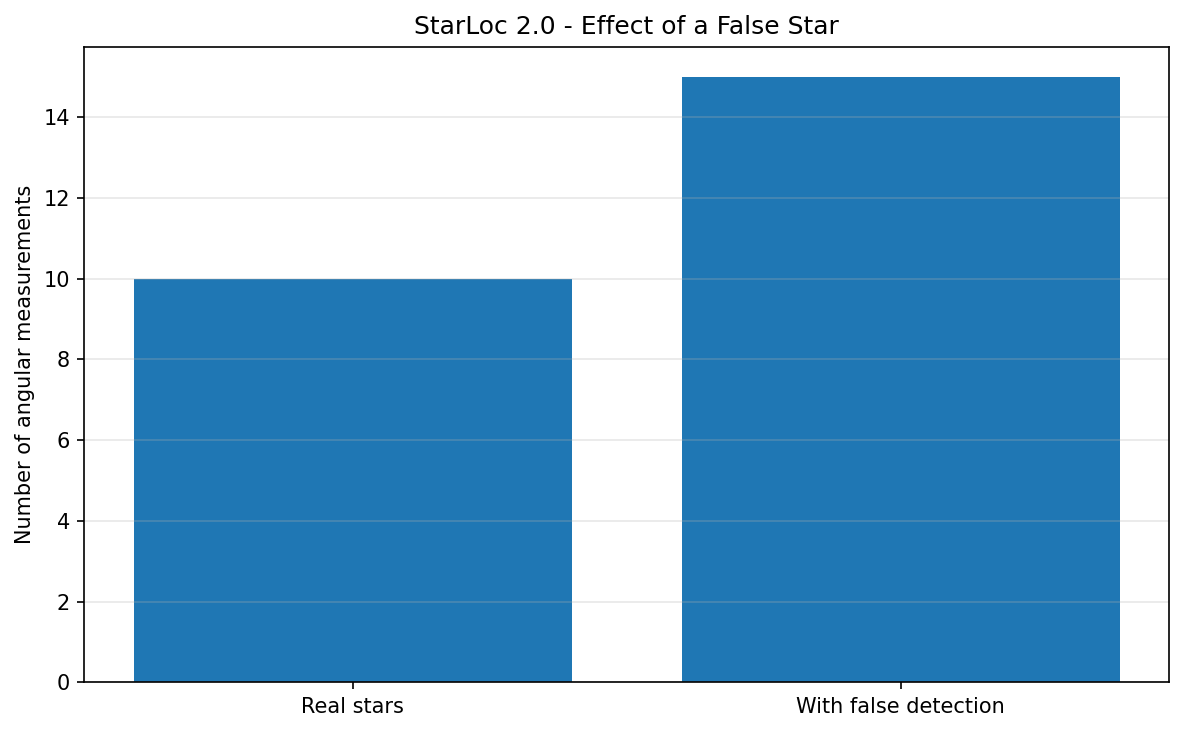 StarLoc 2.0 - Effect of a False Star
Number of angular measurements
14
12
10
8
6
4
2
0
Real stars
With false detection